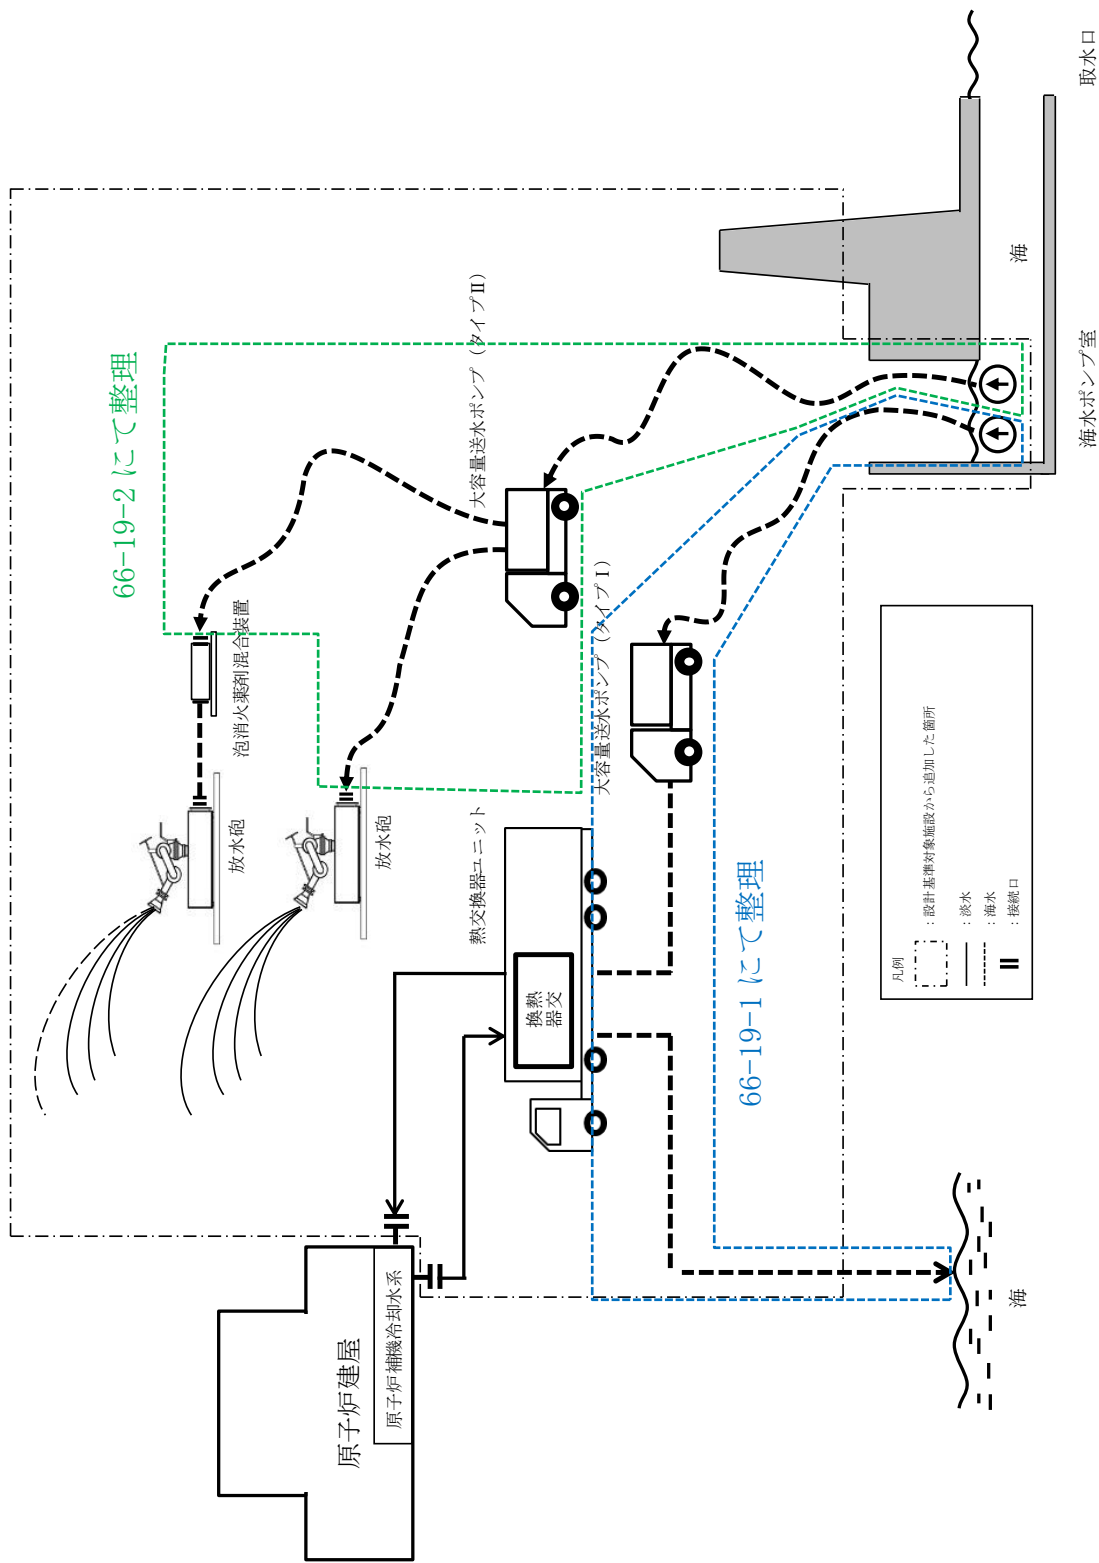 66-19-2 にて整理
放水砲
泡消火薬剤混合装置
原子炉建屋
放水砲
原子炉補機冷却水系
熱交換器ユニット
大容量送水ポンプ（タイプⅡ）
熱交
換器
大容量送水ポンプ（タイプⅠ）
66-19-1 にて整理
凡例
：設計基準対象施設から追加した箇所
：淡水
：海水
：接続口
海
海
海水ポンプ室
取水口